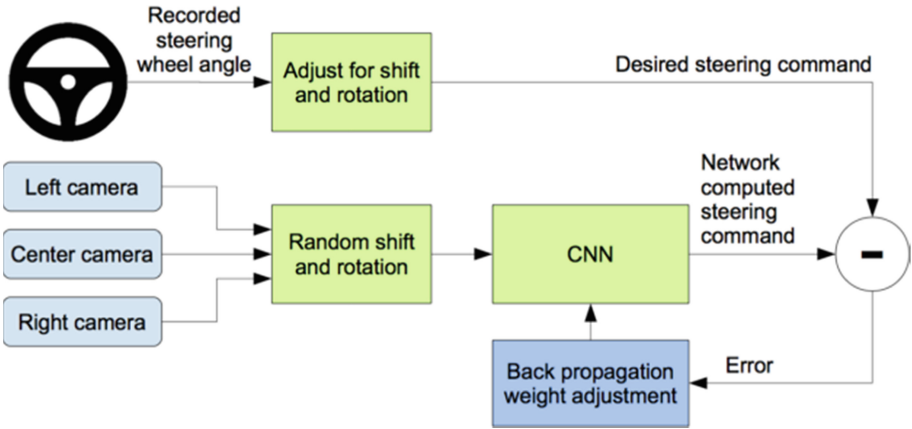 Recorded
steering
wheel angle
Adjust for shift
and rotation
Desired steering command
Left camera
Center camera
Right camera
Random shift
and rotation
CNN
Network
computed
steering
command
-
Back propagation
weight adjustment
Error